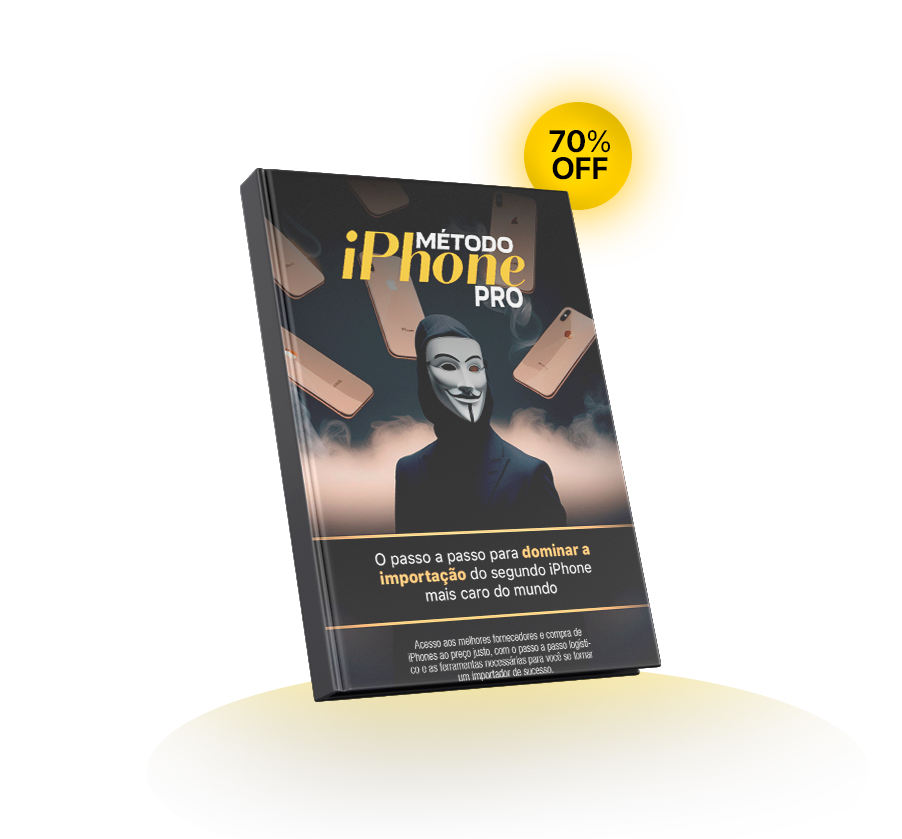 70%
OFF
MÉTODO
iPhone
PRO
O passo a passo para dominar a
importação do segundo iPhone
mais caro do mundo
Acesso aos melhores fornecedores e compra de
iPhones ao preço justo, com o passo a passo logísti-
co e as ferramentas necessárias para você se tornar
um importador de sucesso.